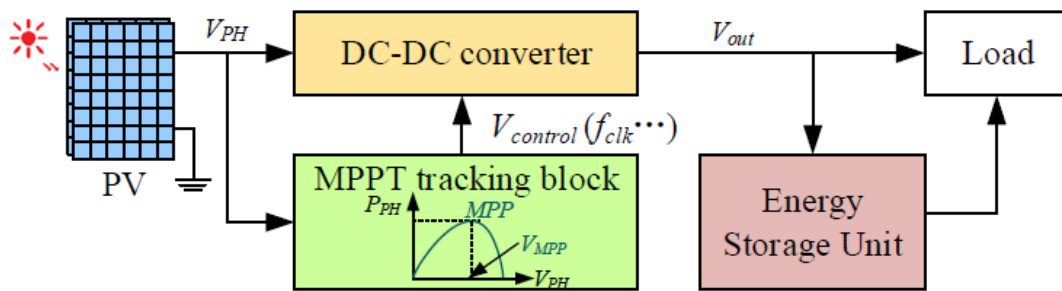 V_PH
DC-DC converter
V_out
Load
V_control (f_clk···)
PV
MPPT tracking block
P_PH
MPP
V_MPP
V_PH
Energy
Storage Unit